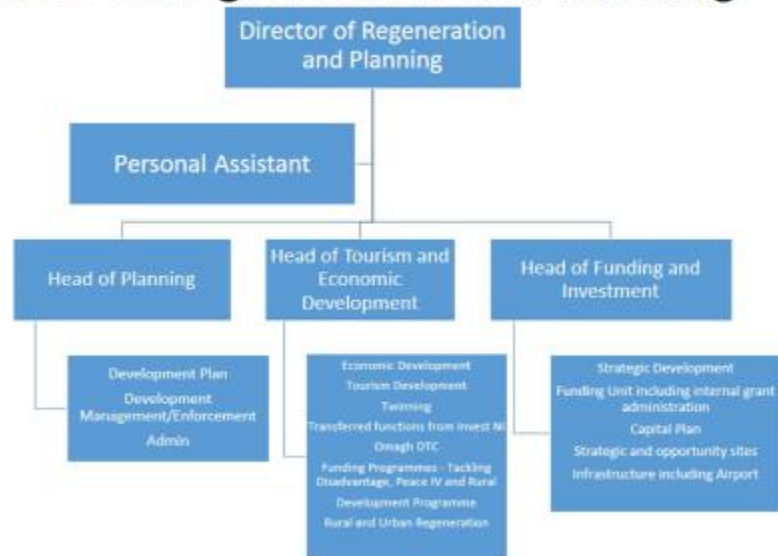 Director of Regeneration
and Planning
Personal Assistant
Head of Planning
Head of Tourism and
Economic
Development
Head of Funding and
Investment
Development Plan
Development
Management/Enforcement
Admin
Economic Development
Tourism Development
Twinning
Transferred functions from Invest NI
Omagh DTC
Funding Programmes - Tackling
Disadvantage, Peace IV and Rural
Development Programme
Rural and Urban Regeneration
Strategic Development
Funding Unit including internal grant
administration
Capital Plan
Strategic and opportunity sites
Infrastructure including Airport